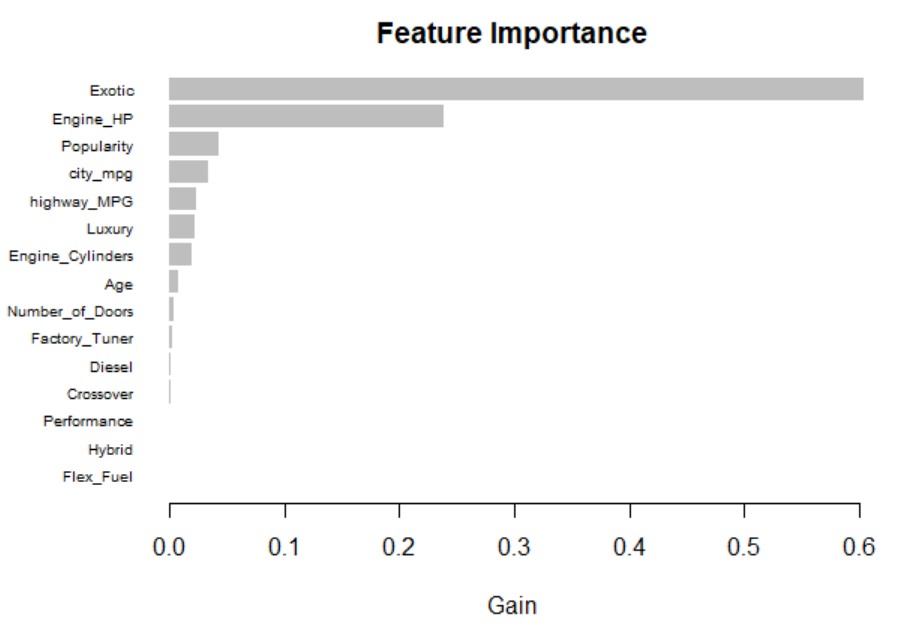 Feature Importance
Exotic
Engine_HP
Popularity
city_mpg
highway_MPG
Luxury
Engine_Cylinders
Age
Number_of_Doors
Factory_Tuner
Diesel
Crossover
Performance
Hybrid
Flex_Fuel
0.0 0.1 0.2 0.3 0.4 0.5 0.6
Gain